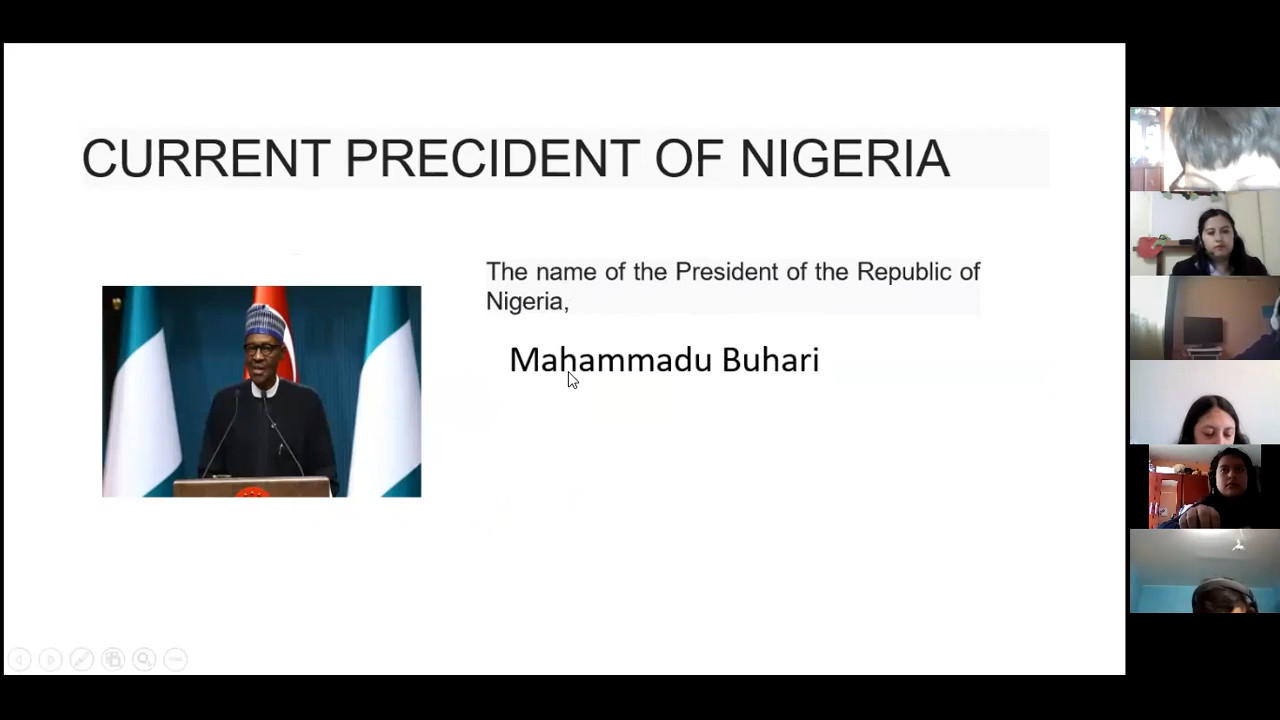 CURRENT PRECIDENT OF NIGERIA
The name of the President of the Republic of
Nigeria,
Mahammadu Buhari